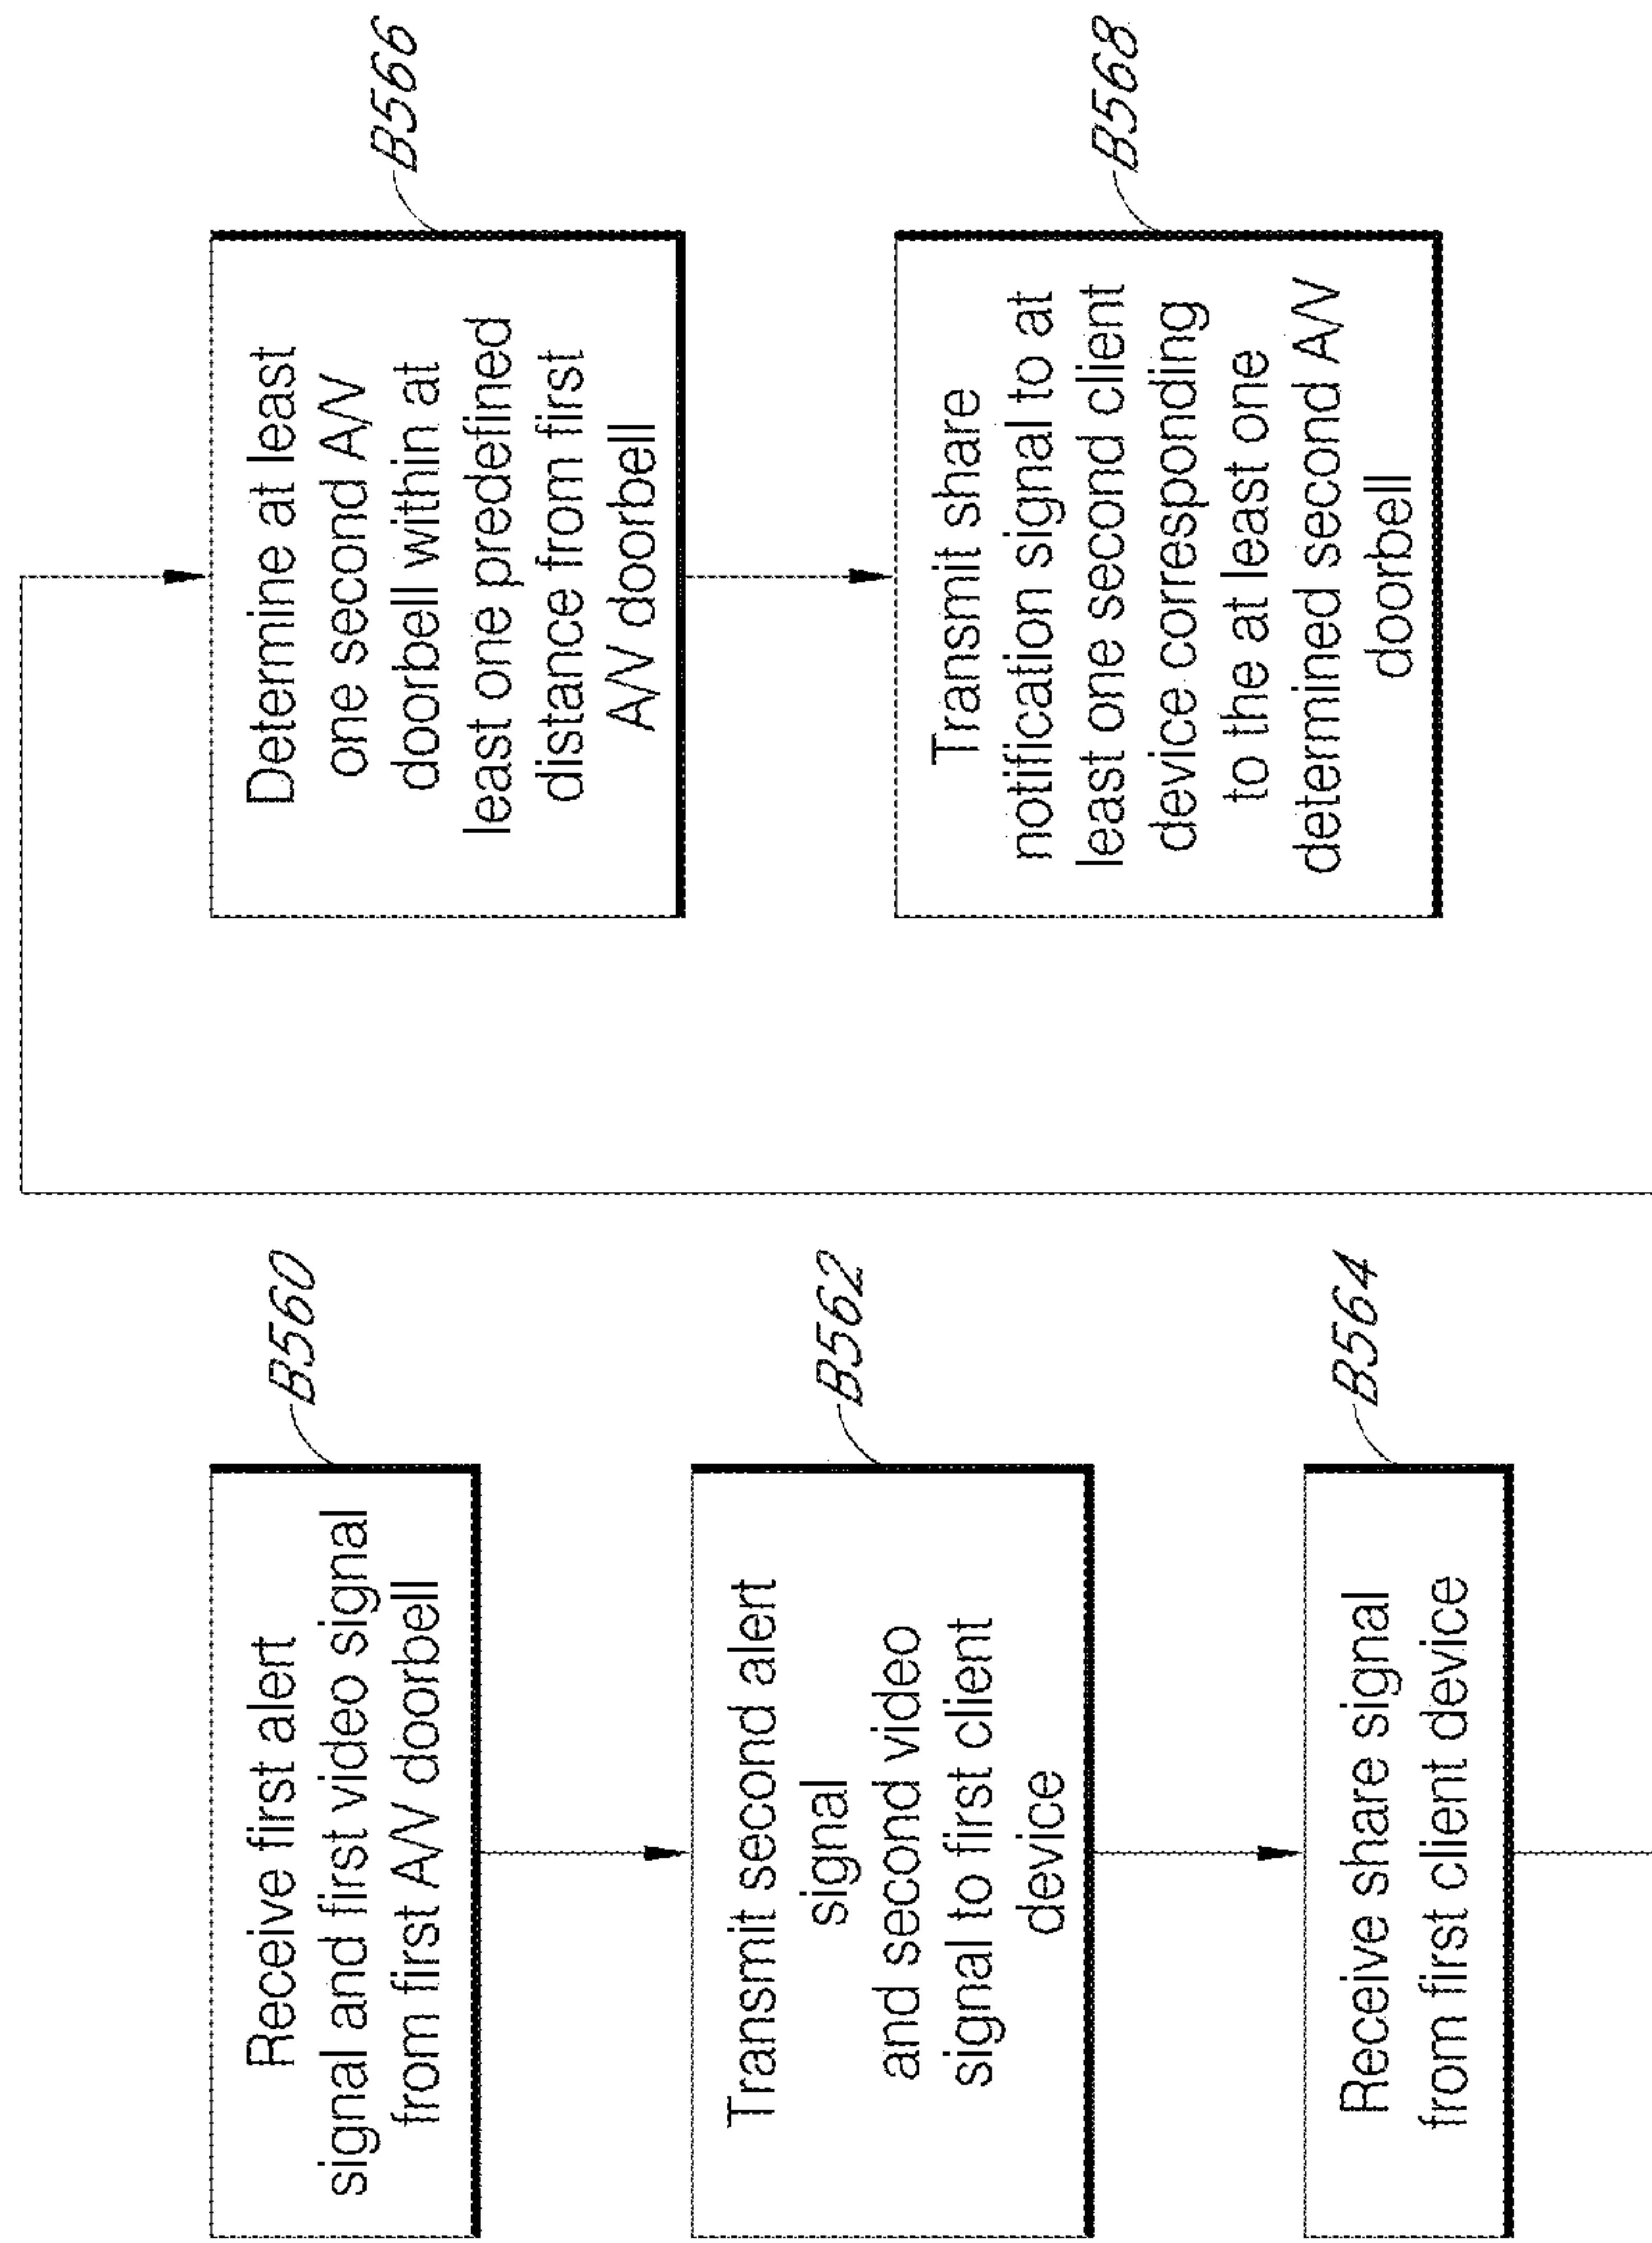 Receive first alert
signal and first video signal
from first A/V doorbell
B560
Transmit second alert
signal
and second video
signal to first client
device
B562
Receive share signal
from first client device
B564
Determine at least
one second A/V
doorbell within at
least one predefined
distance from first
A/V doorbell
B566
Transmit share
notification signal to at
least one second client
device corresponding
to the at least one
determined second A/V
doorbell
B568